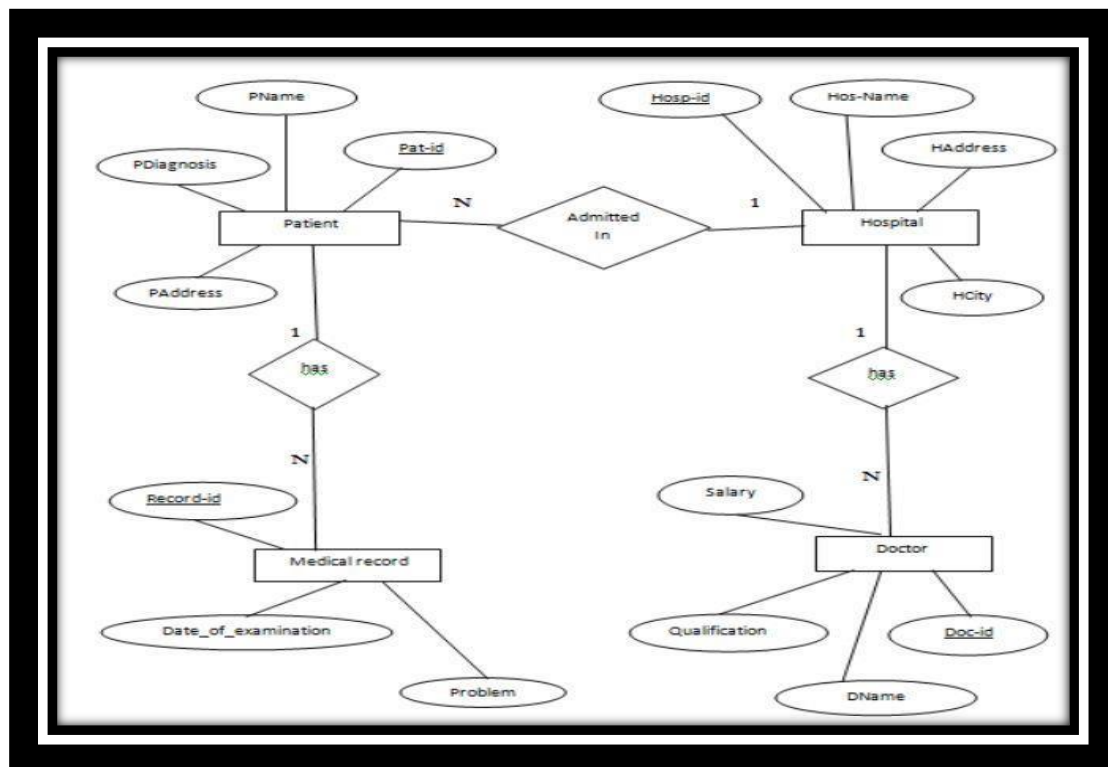 PName
Hosp-id
Hos-Name
PDiagnosis
Pat-id
HAddress
N
Admitted
In
1
Patient
Hospital
PAddress
HCity
1
has
1
has
N
N
Record-id
Salary
Medical record
Doctor
Date_of_examination
Qualification
Doc-id
Problem
DName